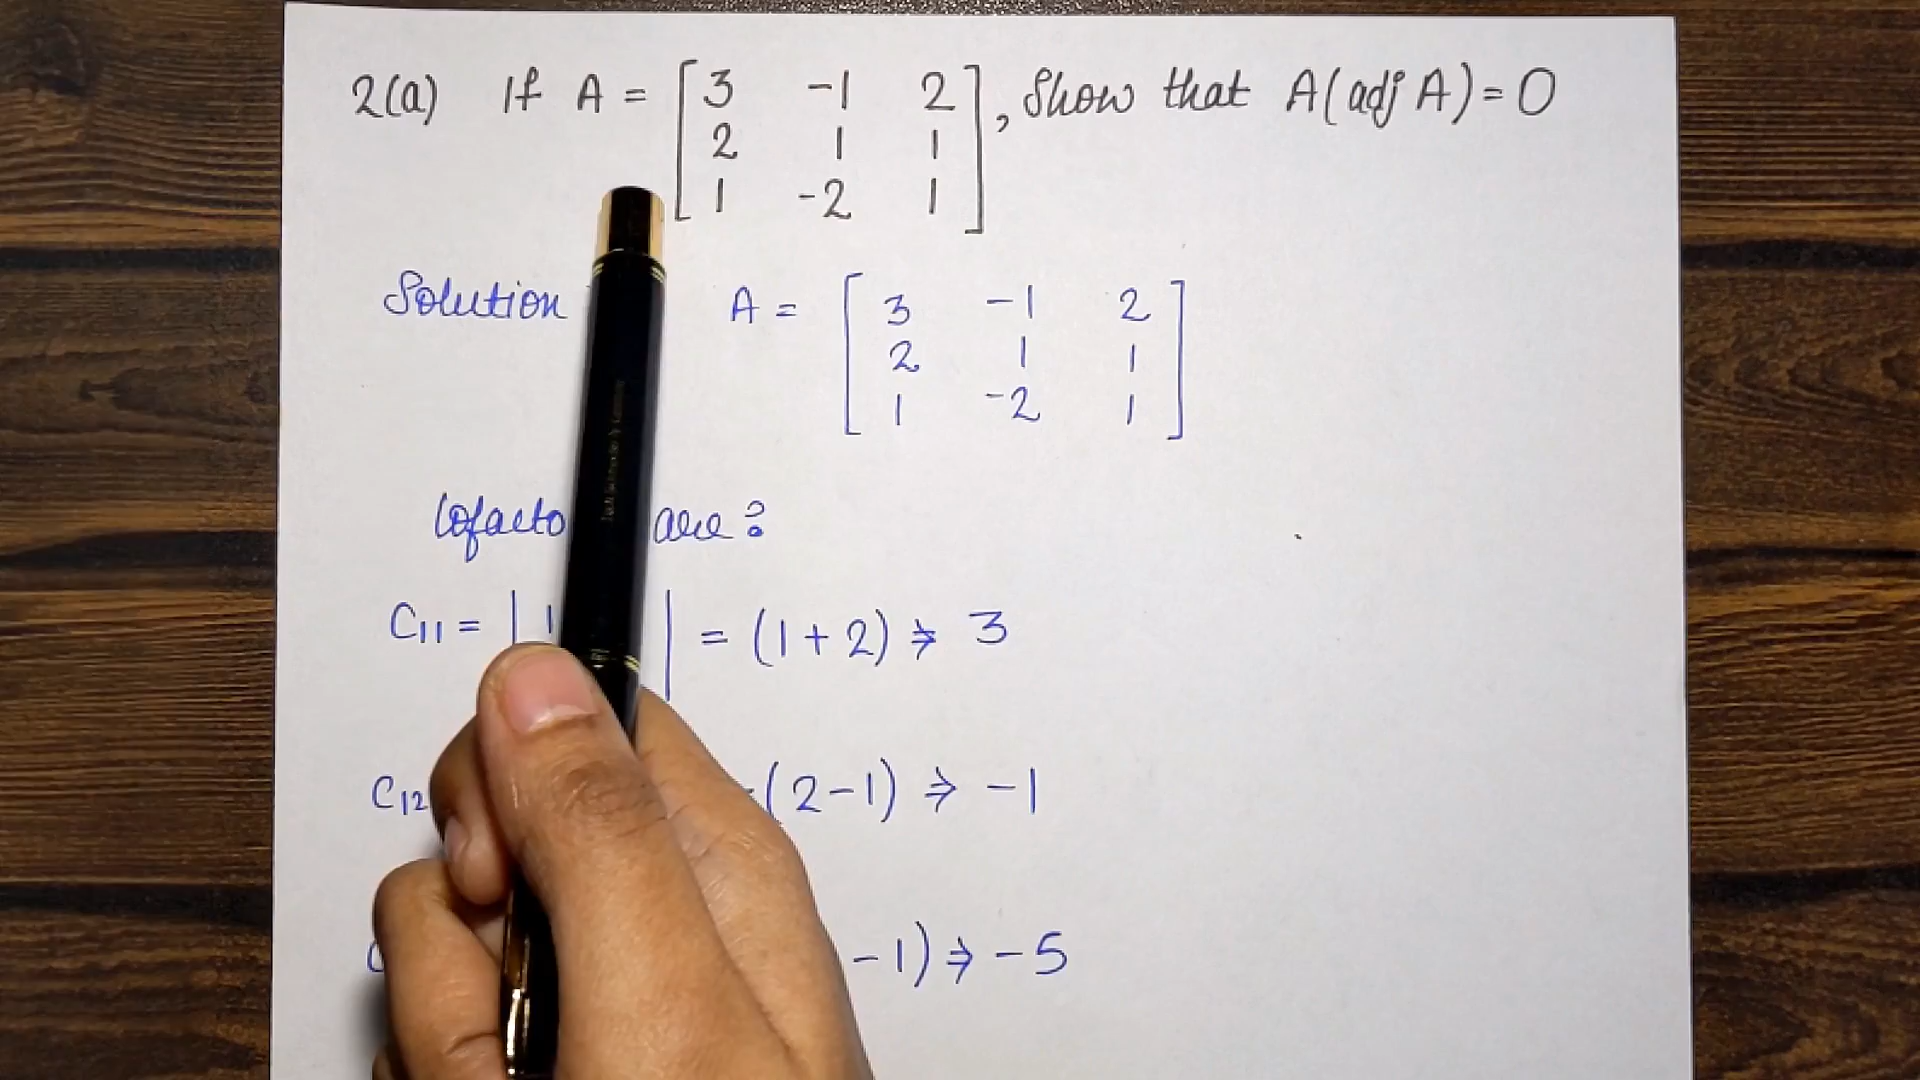 2(a) If A = [3 -1 2], Show that A(adj A) = 0
2 1 1
1 -2 1
Solution A = [3 -1 2]
2 1 1
1 -2 1
Cofacto are :
C11 = | 1 | = (1+2) ⇒ 3
C12 -(2-1) ⇒ -1
-1) ⇒ -5